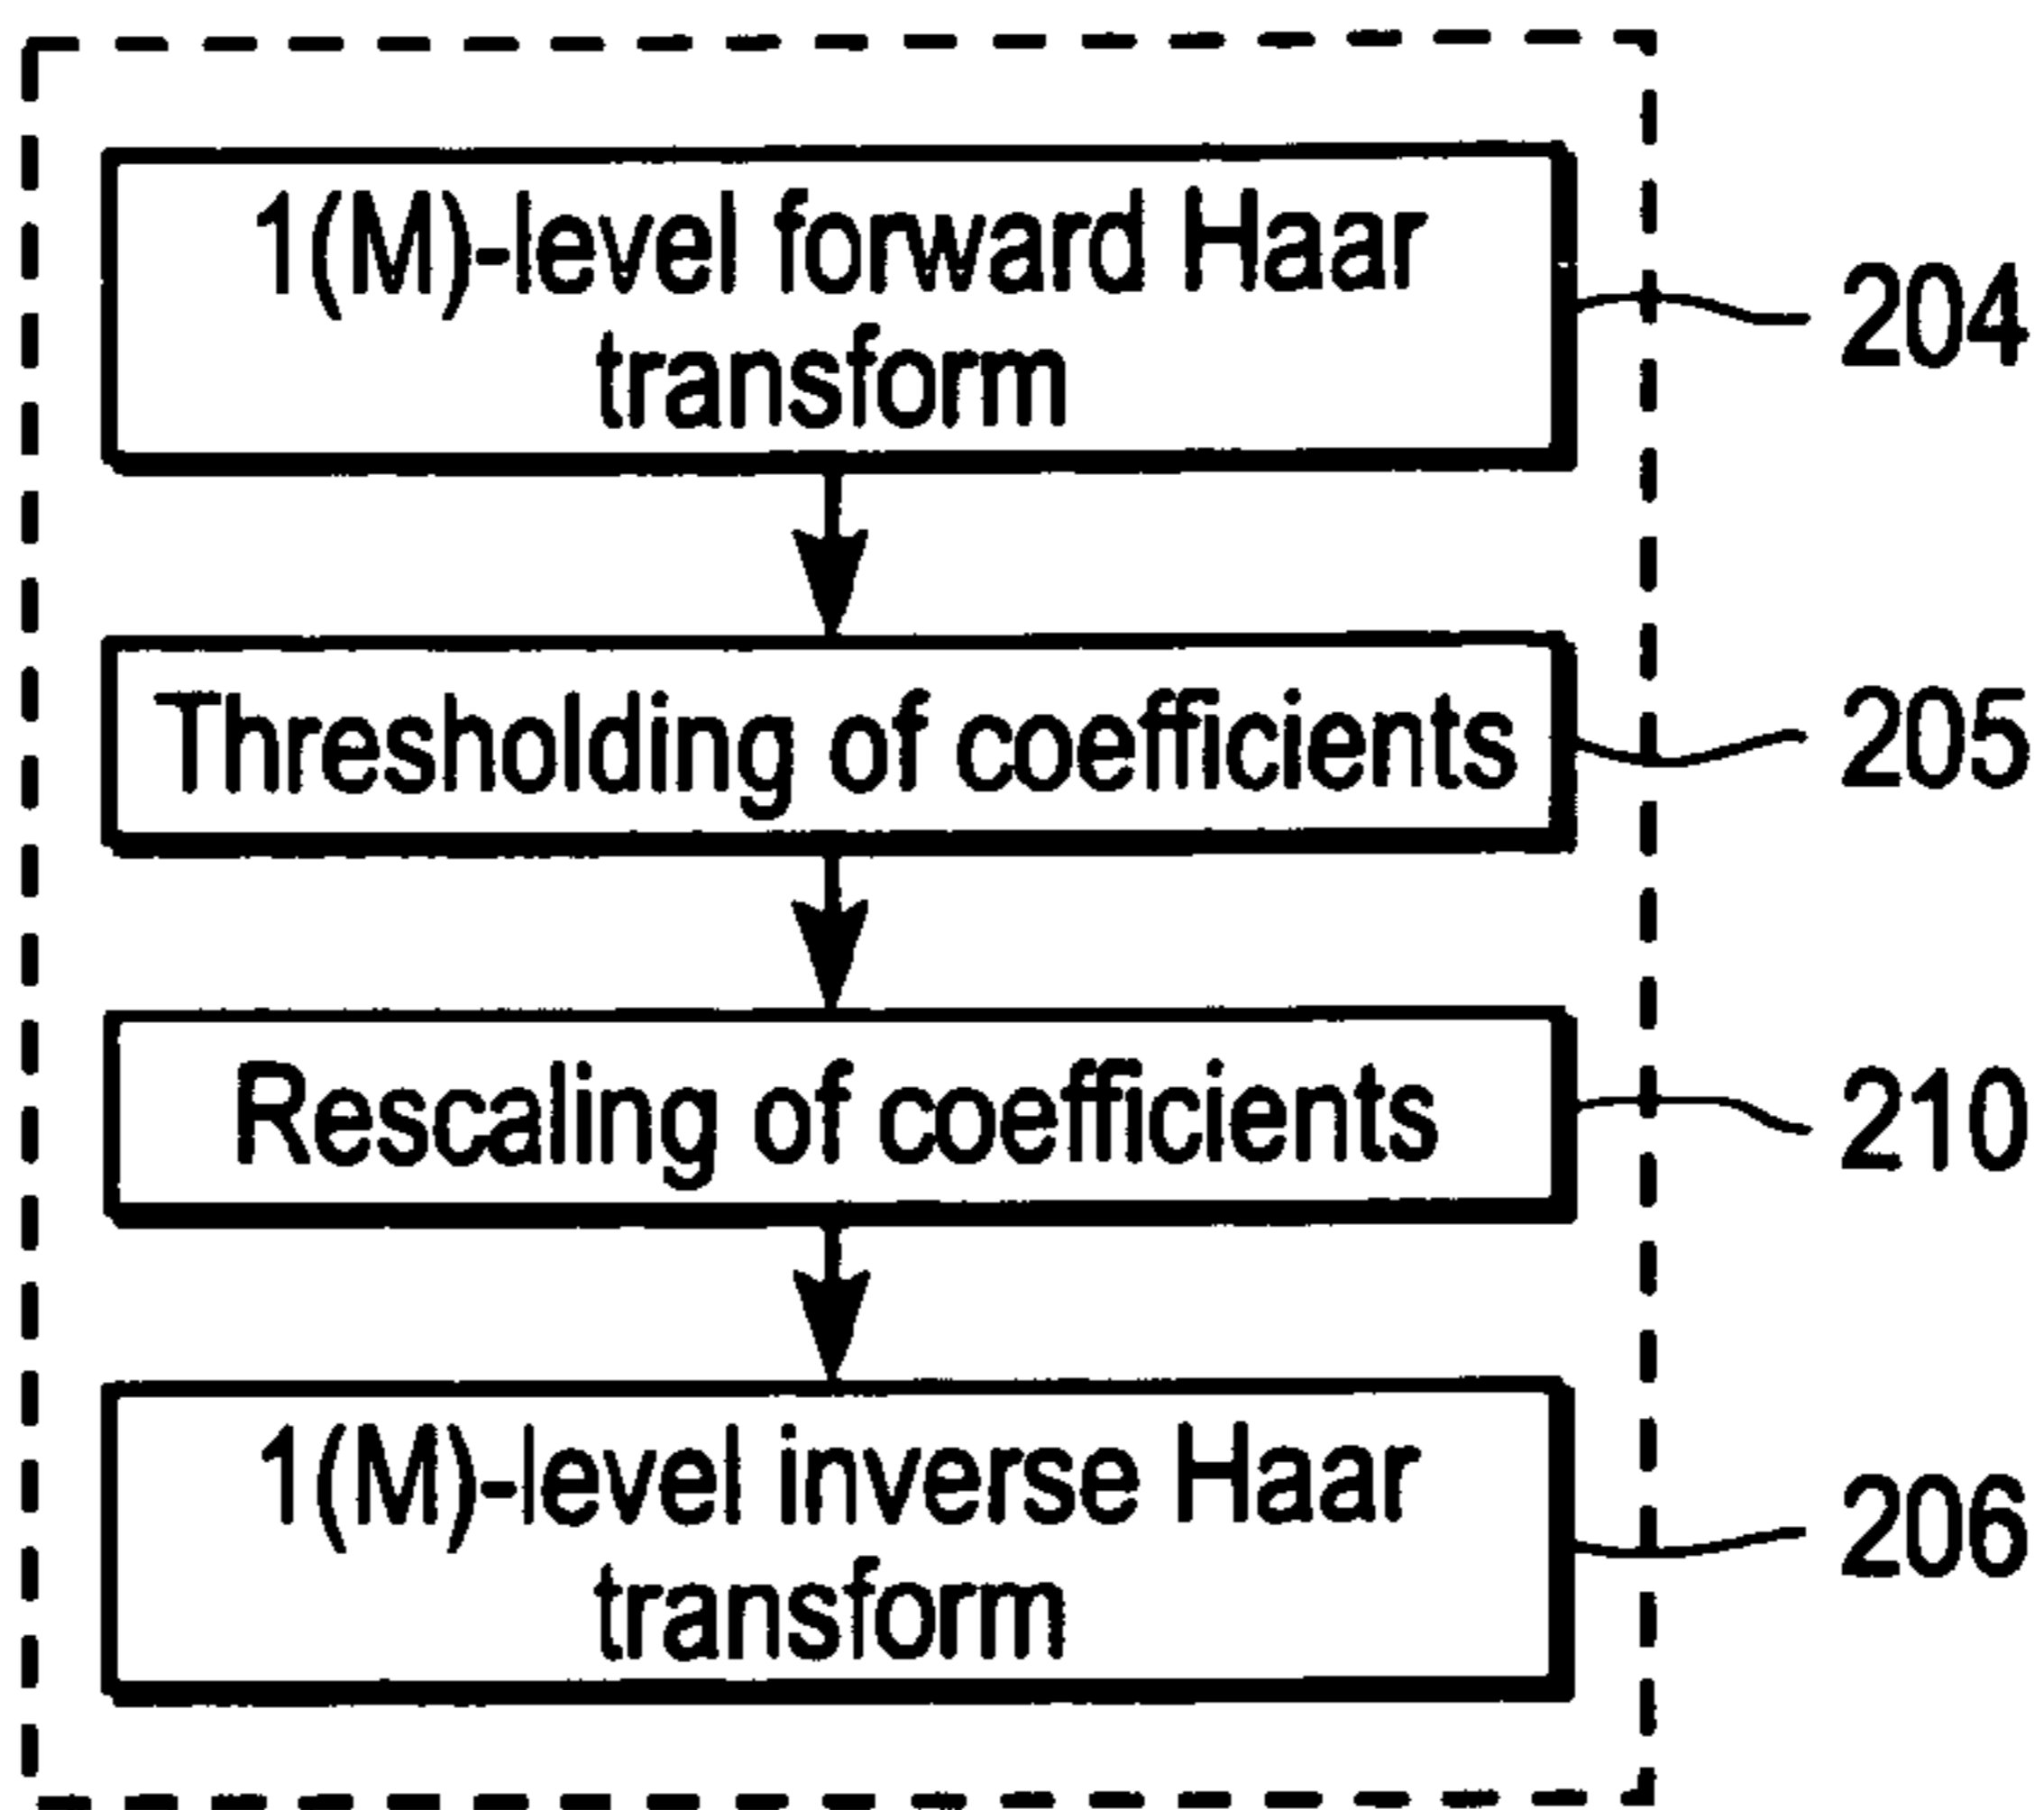 1(M)-level forward Haar
transform
204
Thresholding of coefficients
205
Rescaling of coefficients
210
1(M)-level inverse Haar
transform
206